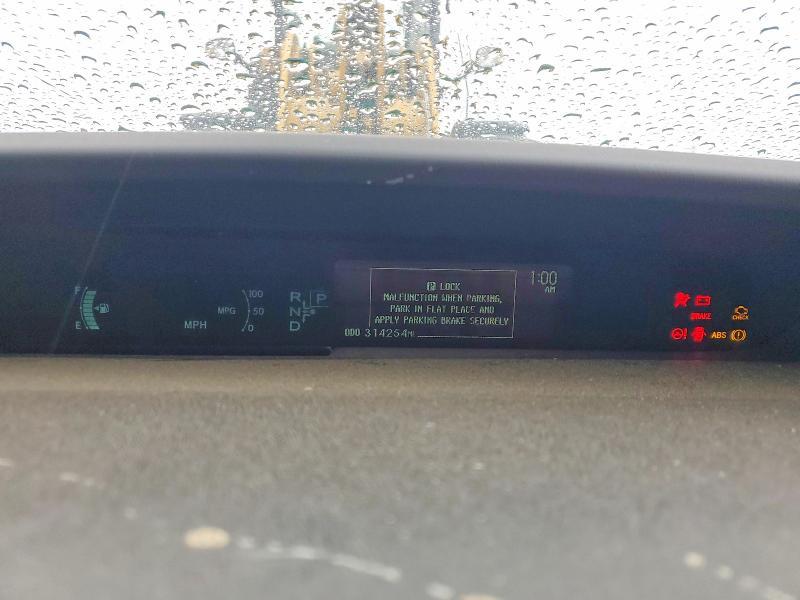 F
E
MPH
MPG
100
50
0
R P
N
D
P LOCK
MALFUNCTION WHEN PARKING,
PARK IN FLAT PLACE AND
APPLY PARKING BRAKE SECURELY
ODO 314254MI
1:00
AM
BRAKE
CHECK
ABS